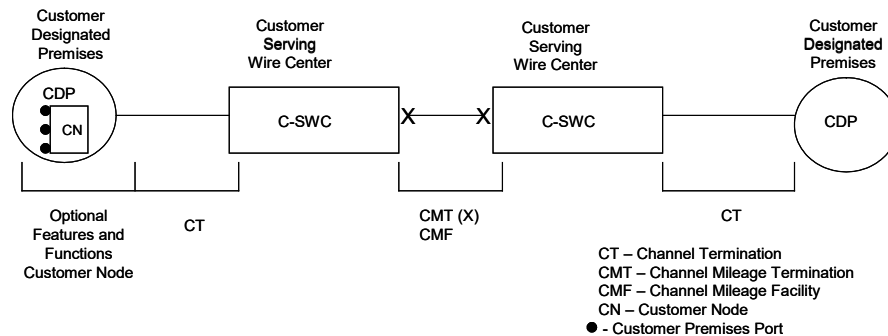 Customer
Designated
Premises
Customer
Serving
Wire Center
Customer
Serving
Wire Center
Customer
Designated
Premises
CDP
CN
C-SWC
X
X
C-SWC
CDP
Optional
Features and
Functions
Customer Node
CT
CMT (X)
CMF
CT
CT – Channel Termination
CMT – Channel Mileage Termination
CMF – Channel Mileage Facility
CN – Customer Node
● - Customer Premises Port